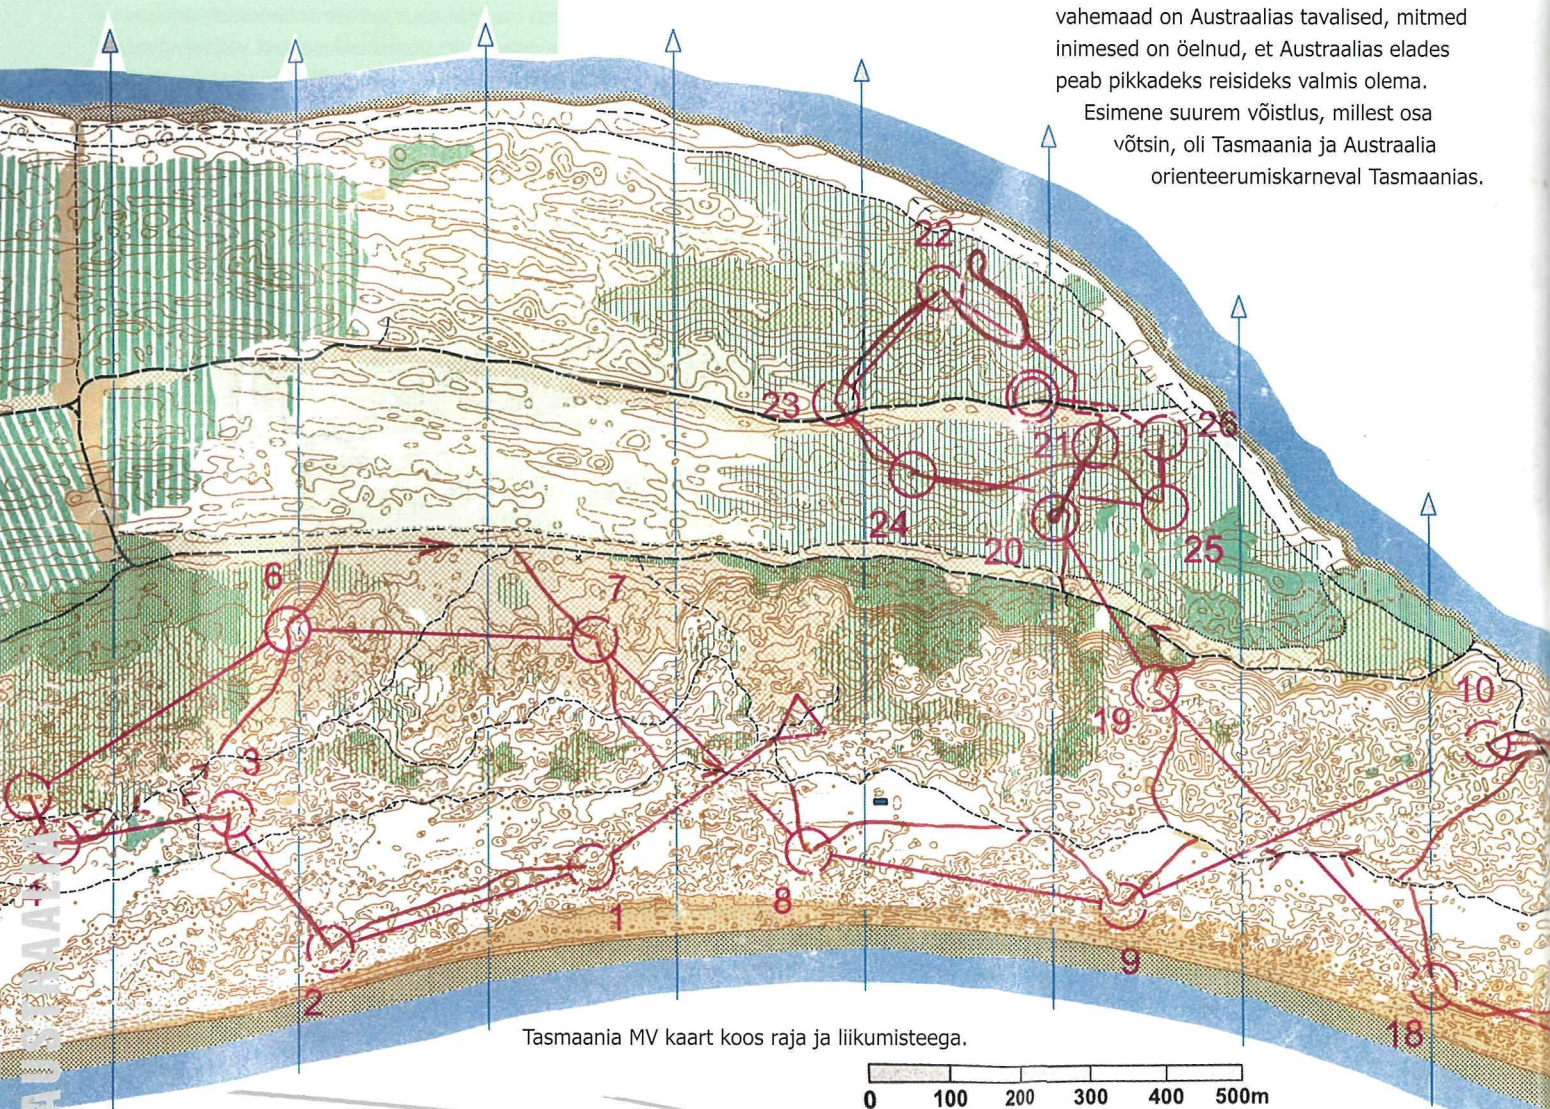 vahemaad on Austraalias tavalised, mitmed
inimesed on öelnud, et Austraalias elades
peab pikkadeks reisideks valmis olema.
Esimene suurem võistlus, millest osa
võtsin, oli Tasmaania ja Austraalia
orienteerumiskarneval Tasmaanias.
22
23
21
26
24
20
25
6
7
10
19
3
1
8
9
2
18
AUSTRAALIA
Tasmaania MV kaart koos raja ja liikumisteega.
0 100 200 300 400 500m